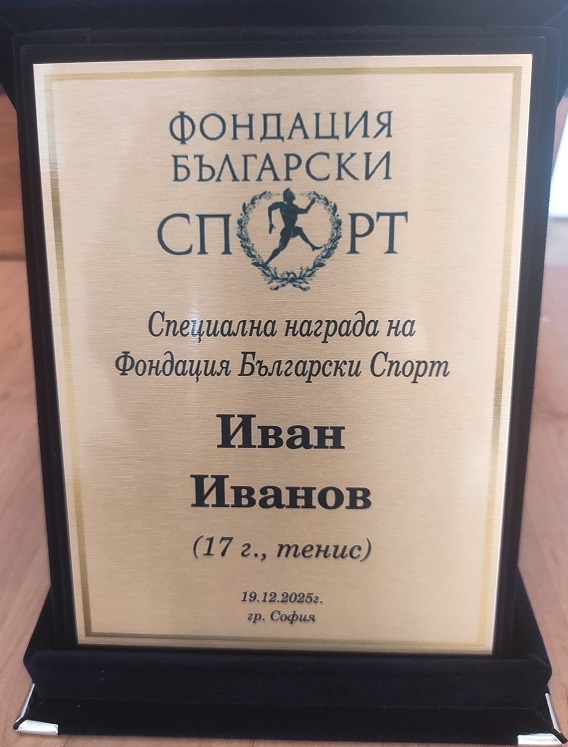 ФОНДАЦИЯ
БЪЛГАРСКИ
СПОРТ
Специална награда на
Фондация Български Спорт
Иван
Иванов
(17 г., тенис)
19.12.2025г.
гр. София